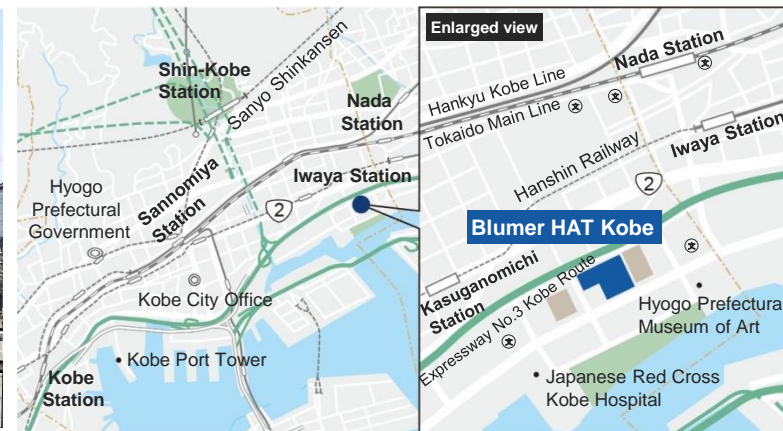 Shin-Kobe
Station
Sanyo Shinkansen
Nada
Station
Iwaya Station
Sannomiya
Station
Hyogo
Prefectural
Government
2
Kobe City Office
Kobe Port Tower
Kobe
Station
Enlarged view
Nada Station
Hankyu Kobe Line
Tokaido Main Line
Iwaya Station
Hanshin Railway
2
Blumer HAT Kobe
Kasuganomichi
Station
Expressway No.3 Kobe Route
Hyogo Prefectura
Museum of Art
Japanese Red Cross
Kobe Hospital